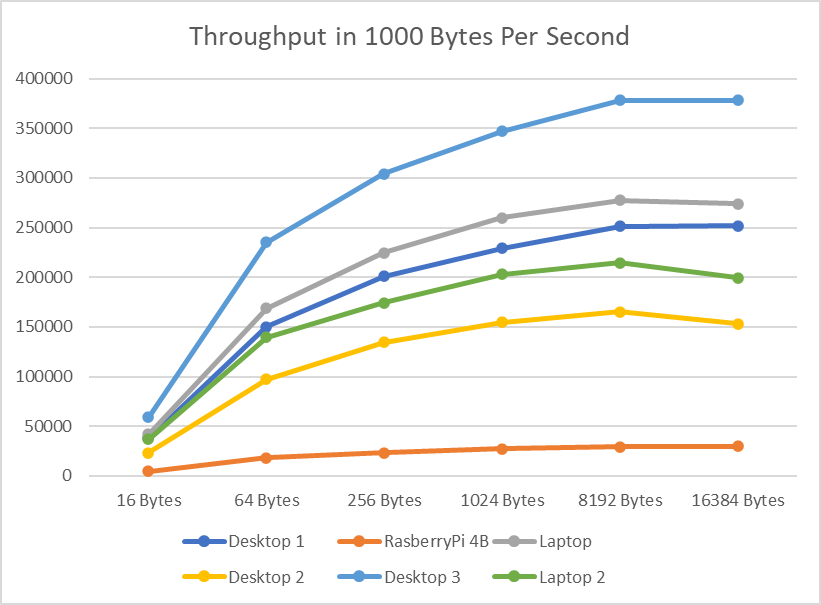 Throughput in 1000 Bytes Per Second
400000
350000
300000
250000
200000
150000
100000
50000
0
16 Bytes 64 Bytes 256 Bytes 1024 Bytes 8192 Bytes 16384 Bytes
Desktop 1 RasberryPi 4B Laptop
Desktop 2 Desktop 3 Laptop 2